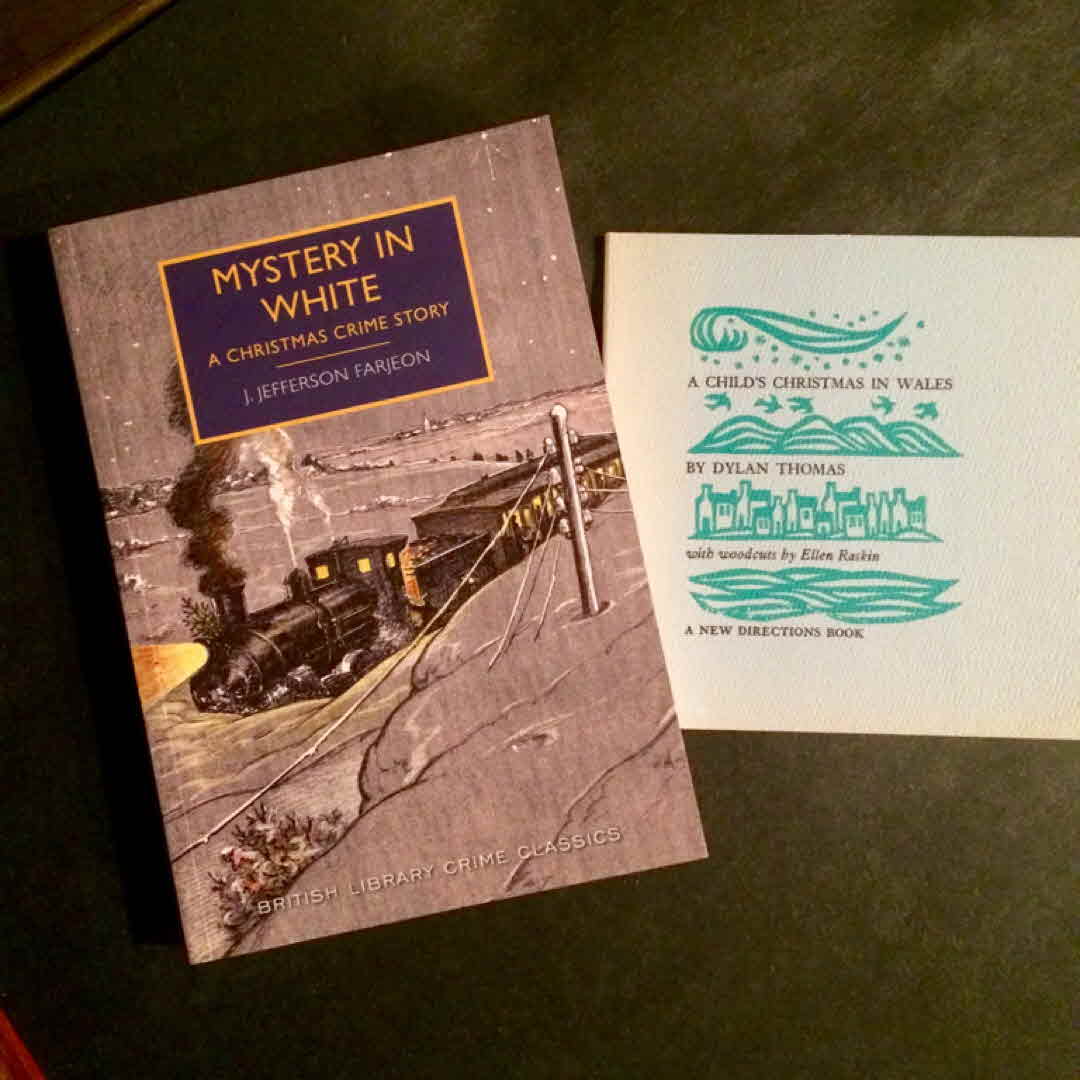 MYSTERY IN
WHITE
A CHRISTMAS CRIME STORY
J. JEFFERSON FARJEON
BRITISH LIBRARY CRIME CLASSICS
A CHILD'S CHRISTMAS IN WALES
BY DYLAN THOMAS
with woodcuts by Ellen Raskin
A NEW DIRECTIONS BOOK